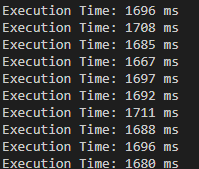 Execution Time: 1696 ms
Execution Time: 1708 ms
Execution Time: 1685 ms
Execution Time: 1667 ms
Execution Time: 1697 ms
Execution Time: 1692 ms
Execution Time: 1711 ms
Execution Time: 1688 ms
Execution Time: 1696 ms
Execution Time: 1680 ms